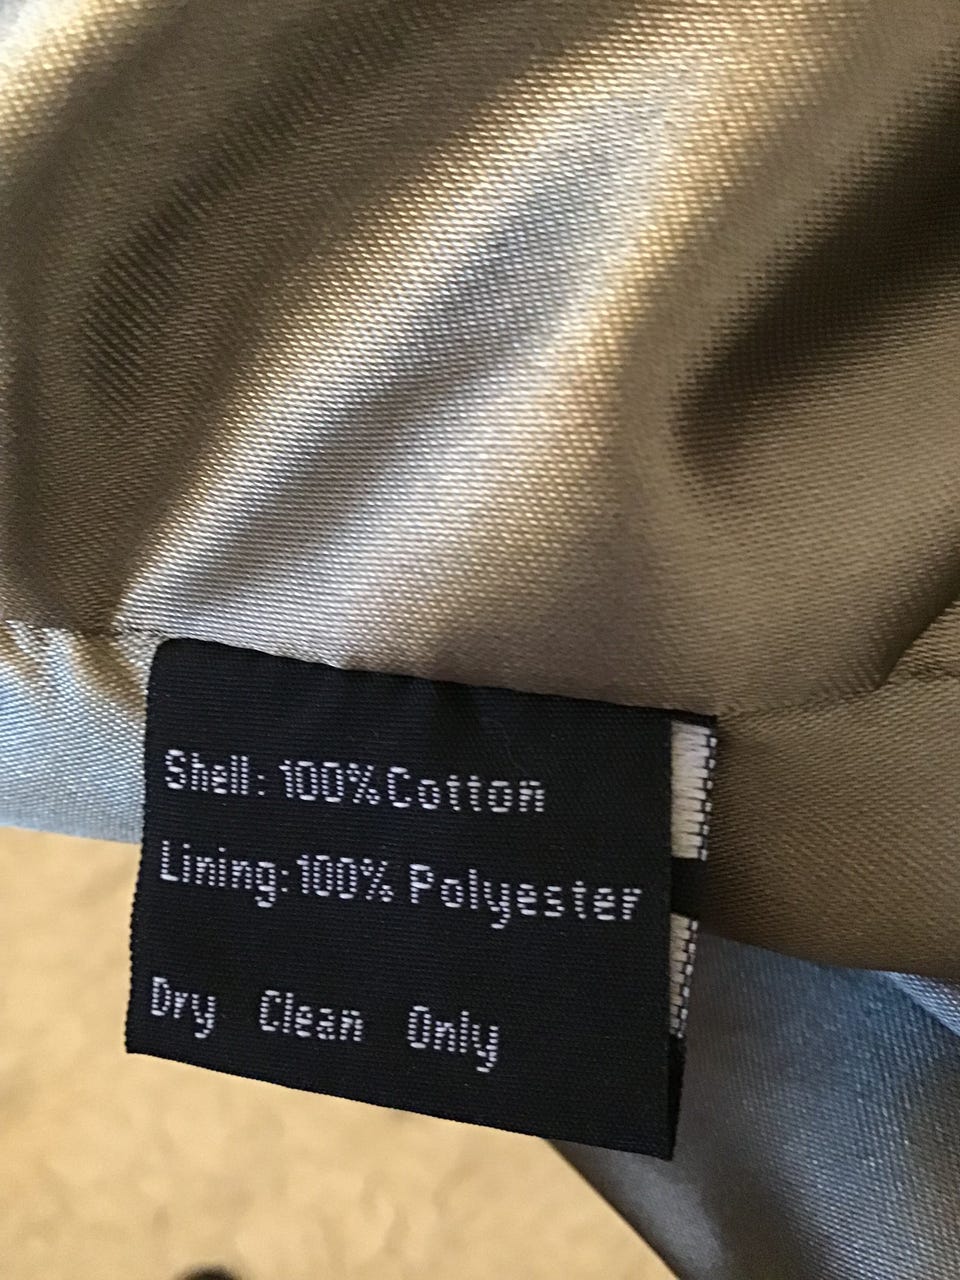 Shell: 100% Cotton
Lining: 100% Polyester
Dry Clean Only